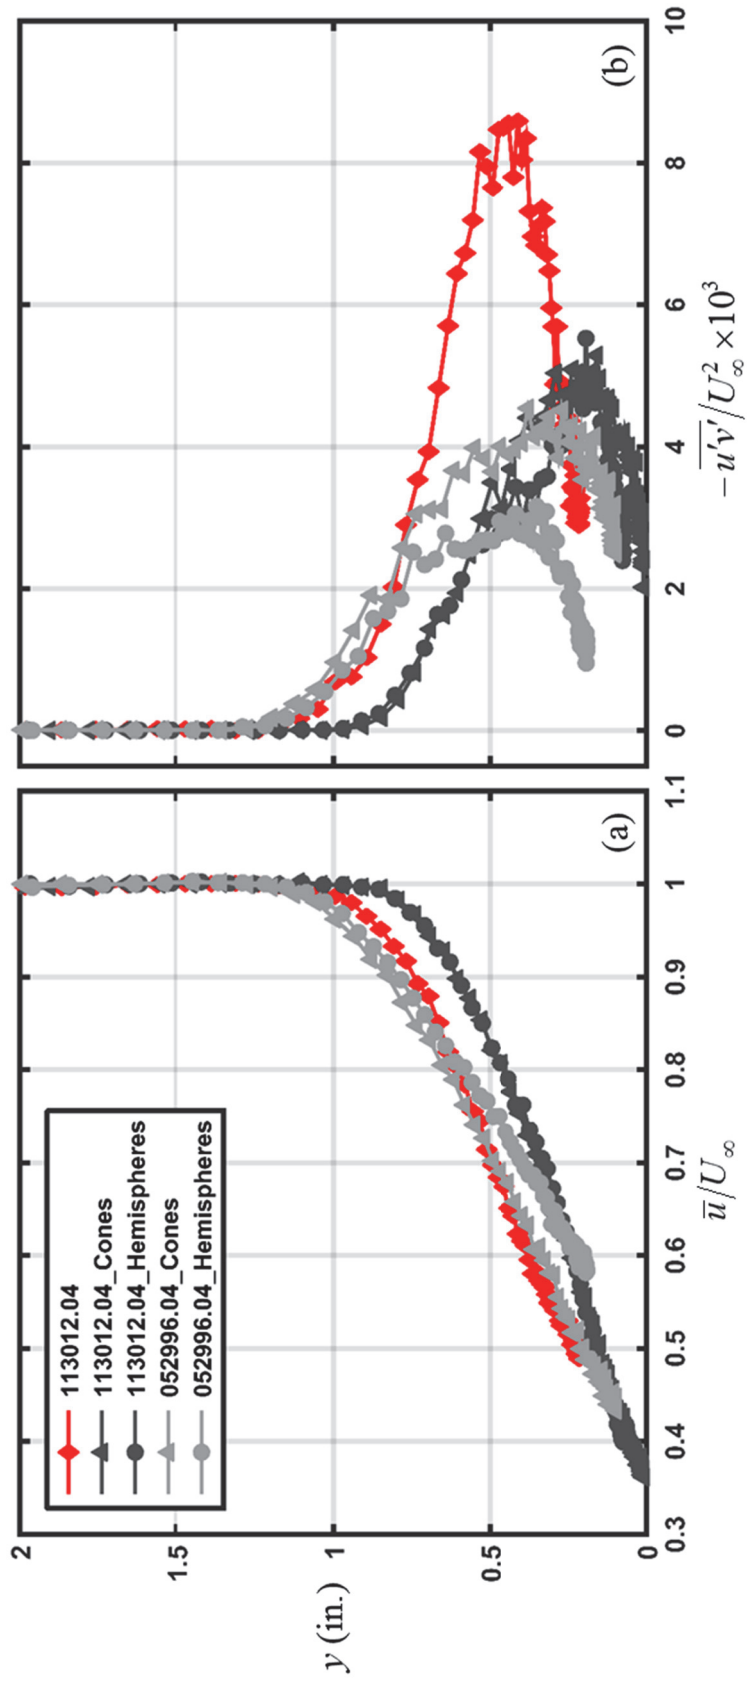 113012.04
113012.04_Cones
113012.04_Hemispheres
052996.04_Cones
052996.04_Hemispheres
y (in.)
2
1.5
1
0.5
0
0.3 0.4 0.5 0.6 0.7 0.8 0.9 1 1.1
u̅/U∞
(a)
0 2 4 6 8 10
−u′v′̅/U∞² ×10³
(b)